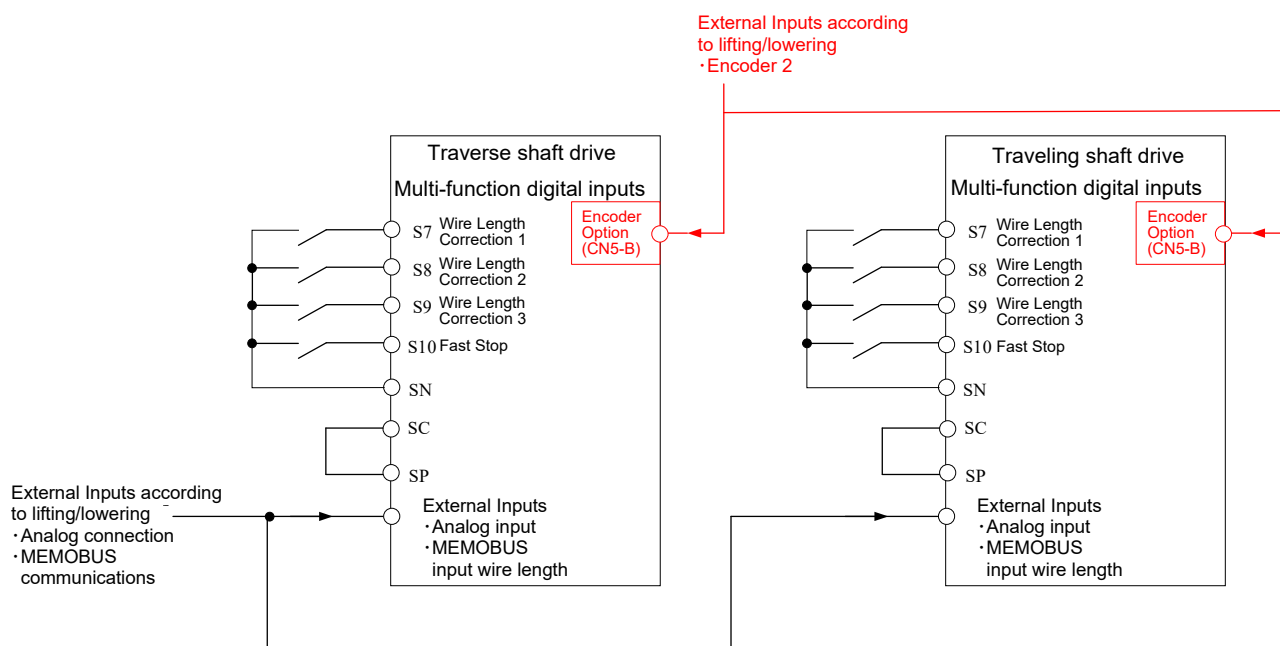 External Inputs according
to lifting/lowering
・Encoder 2
Traverse shaft drive
Multi-function digital inputs
Encoder
Option
(CN5-B)
S7 Wire Length
Correction 1
S8 Wire Length
Correction 2
S9 Wire Length
Correction 3
S10 Fast Stop
SN
SC
SP
External Inputs
・Analog input
・MEMOBUS
input wire length
Traveling shaft drive
Multi-function digital inputs
Encoder
Option
(CN5-B)
S7 Wire Length
Correction 1
S8 Wire Length
Correction 2
S9 Wire Length
Correction 3
S10 Fast Stop
SN
SC
SP
External Inputs
・Analog input
・MEMOBUS
input wire length
External Inputs according
to lifting/lowering
・Analog connection
・MEMOBUS
communications